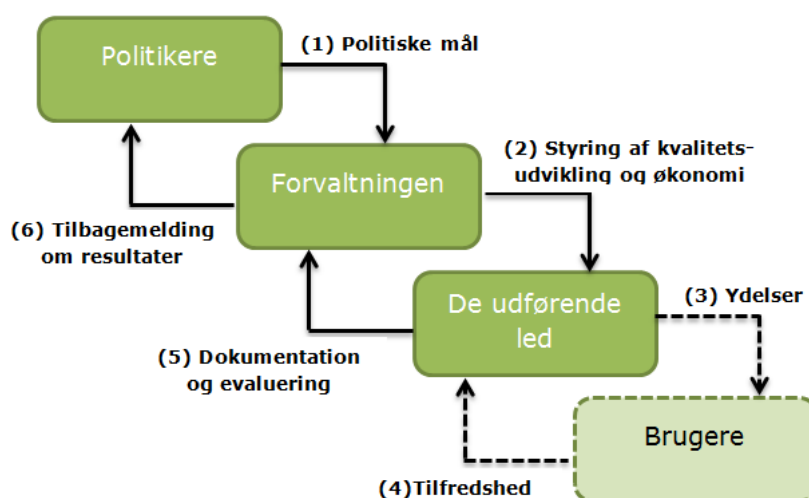 Politikere
(1) Politiske mål
Forvaltningen
(2) Styring af kvalitets-
udvikling og økonomi
(6) Tilbagemelding
om resultater
De udførende
led
(3) Ydelser
(5) Dokumentation
og evaluering
Brugere
(4)Tilfredshed